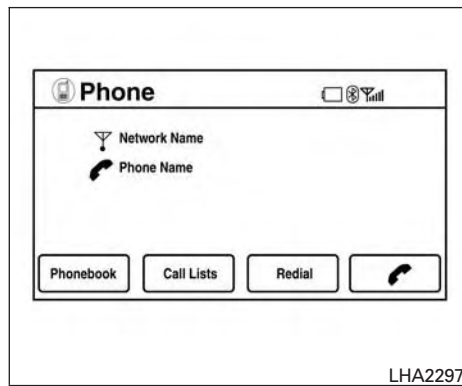 Phone
Network Name
Phone Name
Phonebook Call Lists Redial
LHA2297